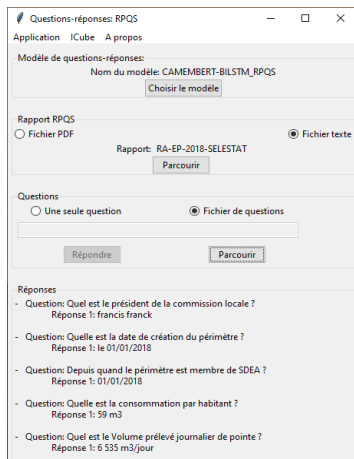 Questions-réponses: RPQS
Application ICube A propos
Modèle de questions-réponses:
Nom du modèle: CAMEMBERT-BILSTM_RPQS
Choisir le modèle
Rapport RPQS
Fichier PDF Fichier texte
Rapport: RA-EP-2018-SELESTAT
Parcourir
Questions
Une seule question Fichier de questions
Répondre Parcourir
Réponses
- Question: Quel est le président de la commission locale ?
Réponse 1: francis franck
- Question: Quelle est la date de création du périmètre ?
Réponse 1: le 01/01/2018
- Question: Depuis quand le périmètre est membre de SDEA ?
Réponse 1: 01/01/2018
- Question: Quelle est la consommation par habitant ?
Réponse 1: 59 m3
- Question: Quel est le Volume prélevé journalier de pointe ?
Réponse 1: 6 535 m3/jour